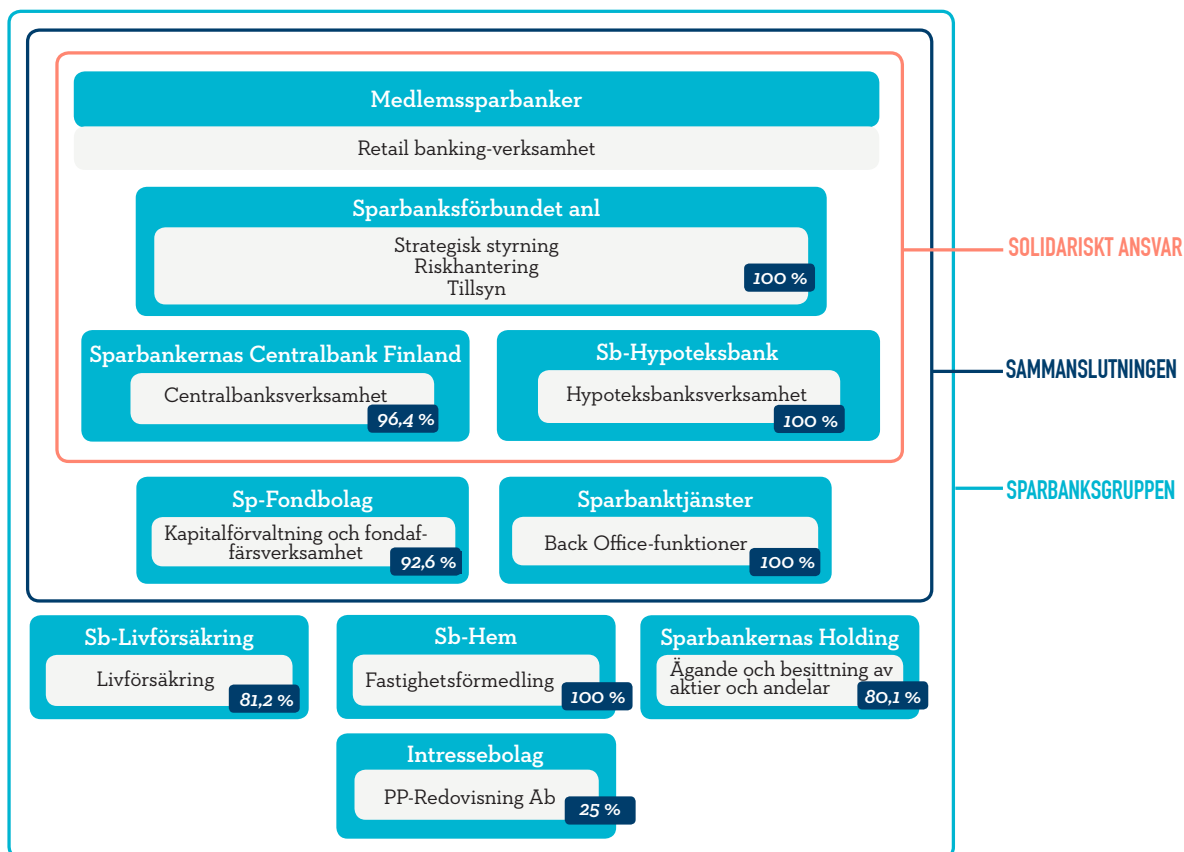 Medlemssparbanker
Retail banking-verksamhet
Sparbanksförbundet anl
Strategisk styrning
Riskhantering
Tillsyn
100 %
SOLIDARISKT ANSVAR
Sparbankernas Centralbank Finland
Centralbanksverksamhet
96,4 %
Sb-Hypoteksbank
Hypoteksbanksverksamhet
100 %
SAMMANSLUTNINGEN
Sp-Fondbolag
Kapitalförvaltning och fondaf-
färsverksamhet
92,6 %
Sparbanktjänster
Back Office-funktioner
100 %
SPARBANKSGRUPPEN
Sb-Livförsäkring
Livförsäkring
81,2 %
Sb-Hem
Fastighetsförmedling
100 %
Sparbankernas Holding
Ägande och besittning av
aktier och andelar
80,1 %
Intressebolag
PP-Redovisning Ab
25 %